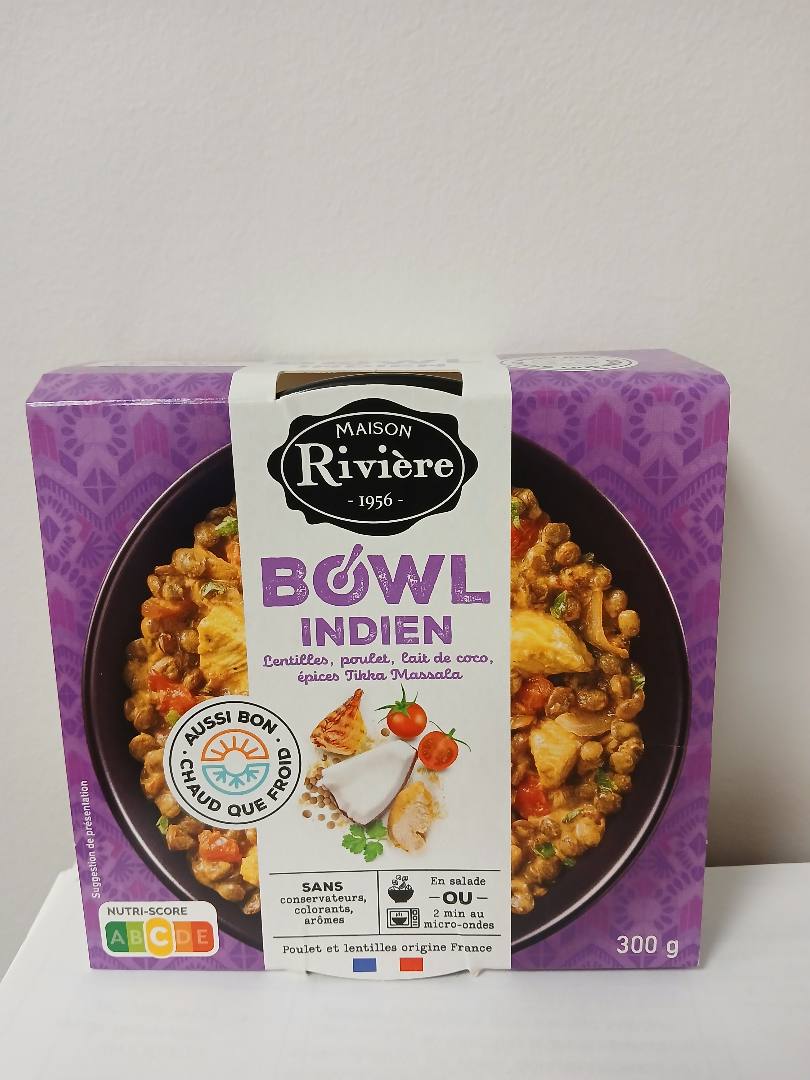 BOWL
MAISON
Rivière
- 1956 -
BOWL
INDIEN
Lentilles, poulet, lait de coco,
épices Tikka Massala
AUSSI BON
CHAUD QUE FROID
Suggestion de présentation
NUTRI-SCORE
A B C D E
SANS
conservateurs,
colorants,
arômes
En salade
OU
2 min au
micro-ondes
Poulet et lentilles origine France
300 g